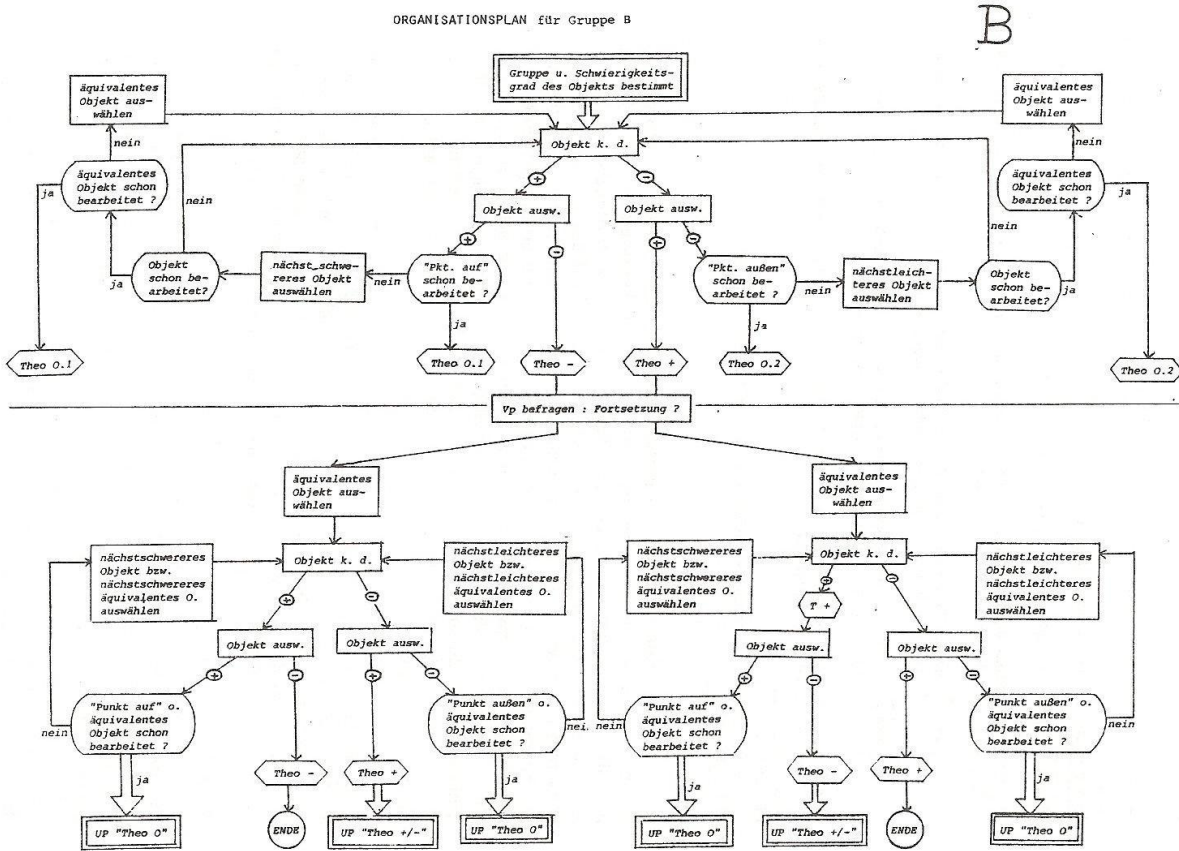 ORGANISATIONSPLAN für Gruppe B
B
Gruppe u. Schwierigkeits-
grad des Objekts bestimmt
äquivalentes
Objekt aus-
wählen
äquivalentes
Objekt aus-
wählen
nein
Objekt k. d.
nein
ja
äquivalentes
Objekt schon
bearbeitet ?
nein
+
-
nein
äquivalentes
Objekt schon
bearbeitet ?
ja
Objekt ausw.
Objekt ausw.
+
-
+
-
ja
Objekt
schon be-
arbeitet?
nächst schwe-
reres Objekt
auswählen
nein
"Pkt. auf"
schon be-
arbeitet ?
"Pkt. außen"
schon be-
arbeitet ?
nein
nächstleich-
teres Objekt
auswählen
Objekt
schon be-
arbeitet?
ja
ja
ja
Theo O.1
Theo O.1
Theo -
Theo +
Theo O.2
Theo O.2
Vp befragen : Fortsetzung ?
äquivalentes
Objekt aus-
wählen
äquivalentes
Objekt aus-
wählen
nächstschwereres
Objekt bzw.
nächstschwereres
äquivalentes O.
auswählen
Objekt k. d.
nächstleichteres
Objekt bzw.
nächstleichteres
äquivalentes O.
auswählen
nächstschwereres
Objekt bzw.
nächstschwereres
äquivalentes O.
auswählen
Objekt k. d.
nächstleichteres
Objekt bzw.
nächstleichteres
äquivalentes O.
auswählen
+
-
+
-
T +
Objekt ausw.
Objekt ausw.
Objekt ausw.
Objekt ausw.
+
-
+
-
+
-
+
-
nein
"Punkt auf" o.
äquivalentes
Objekt schon
bearbeitet ?
"Punkt außen" o.
äquivalentes
Objekt schon
bearbeitet ?
nei.
nein
"Punkt auf" o.
äquivalentes
Objekt schon
bearbeitet ?
"Punkt außen" o.
äquivalentes
Objekt schon
bearbeitet ?
nein
ja
Theo -
Theo +
ja
ja
Theo -
Theo +
ja
UP "Theo O"
ENDE
UP "Theo +/-"
UP "Theo O"
UP "Theo O"
UP "Theo +/-"
ENDE
UP "Theo O"